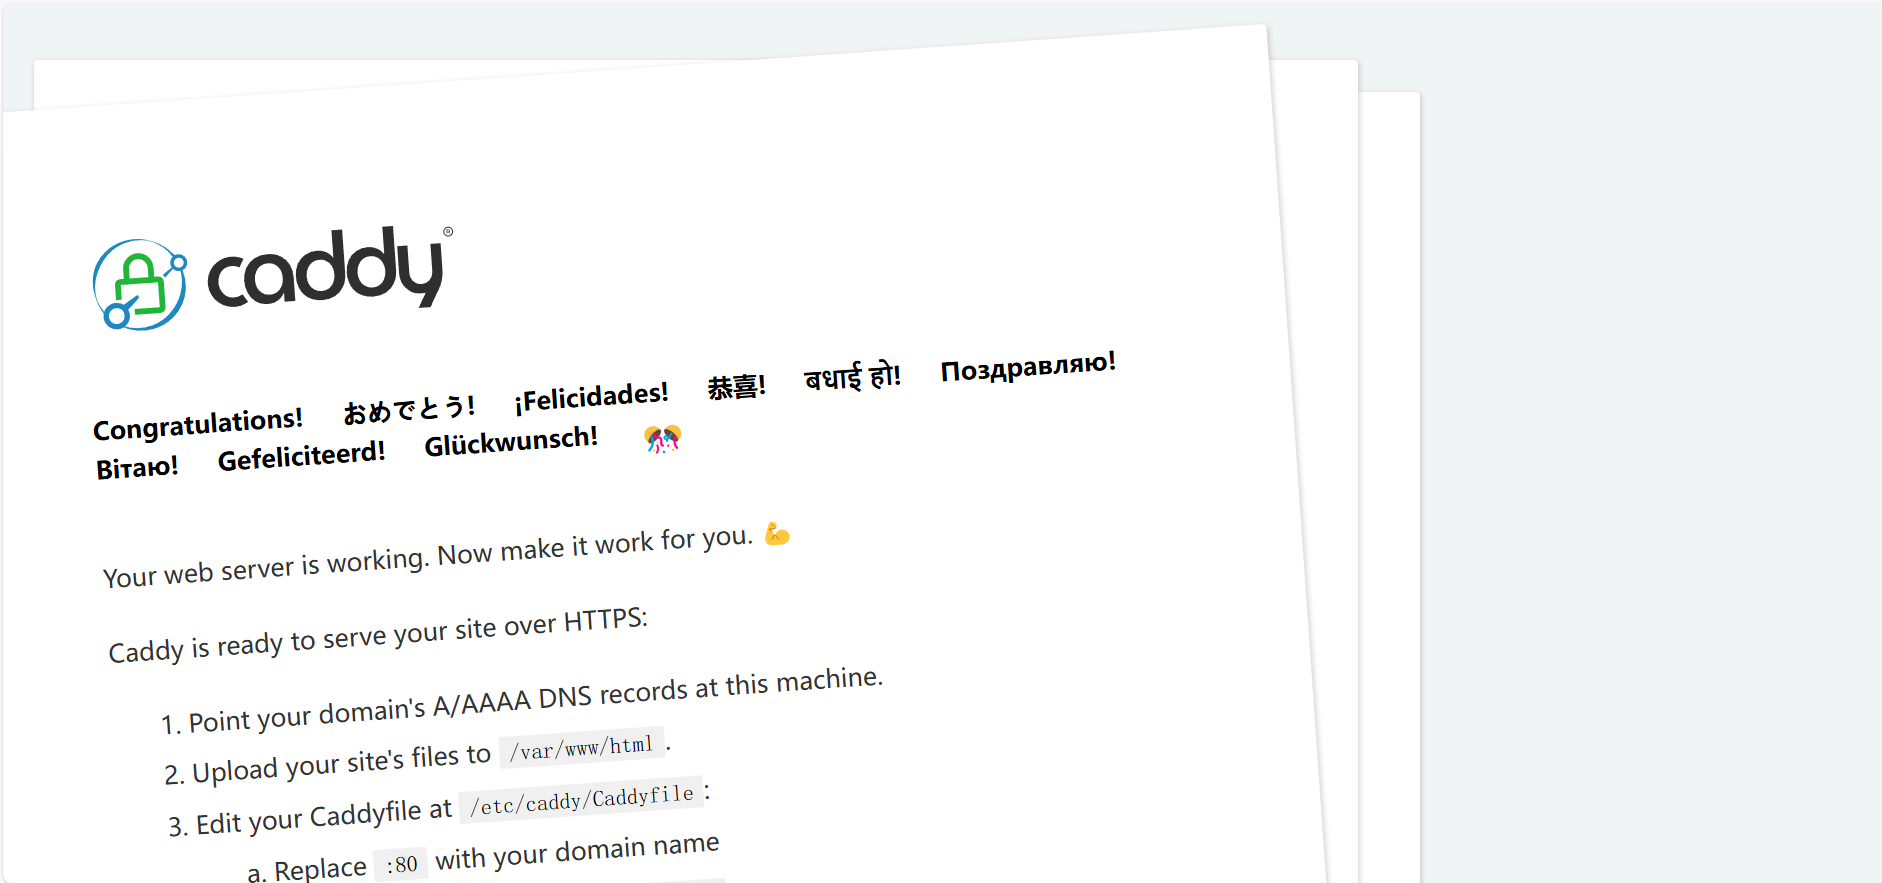 caddy®
Congratulations! おめでとう! ¡Felicidades! 恭喜! बधाई हो! Поздравляю!
Вітаю! Gefeliciteerd! Glückwunsch! 🎊
Your web server is working. Now make it work for you. 💪
Caddy is ready to serve your site over HTTPS:
1. Point your domain's A/AAAA DNS records at this machine.
2. Upload your site's files to /var/www/html.
3. Edit your Caddyfile at /etc/caddy/Caddyfile:
a. Replace :80 with your domain name